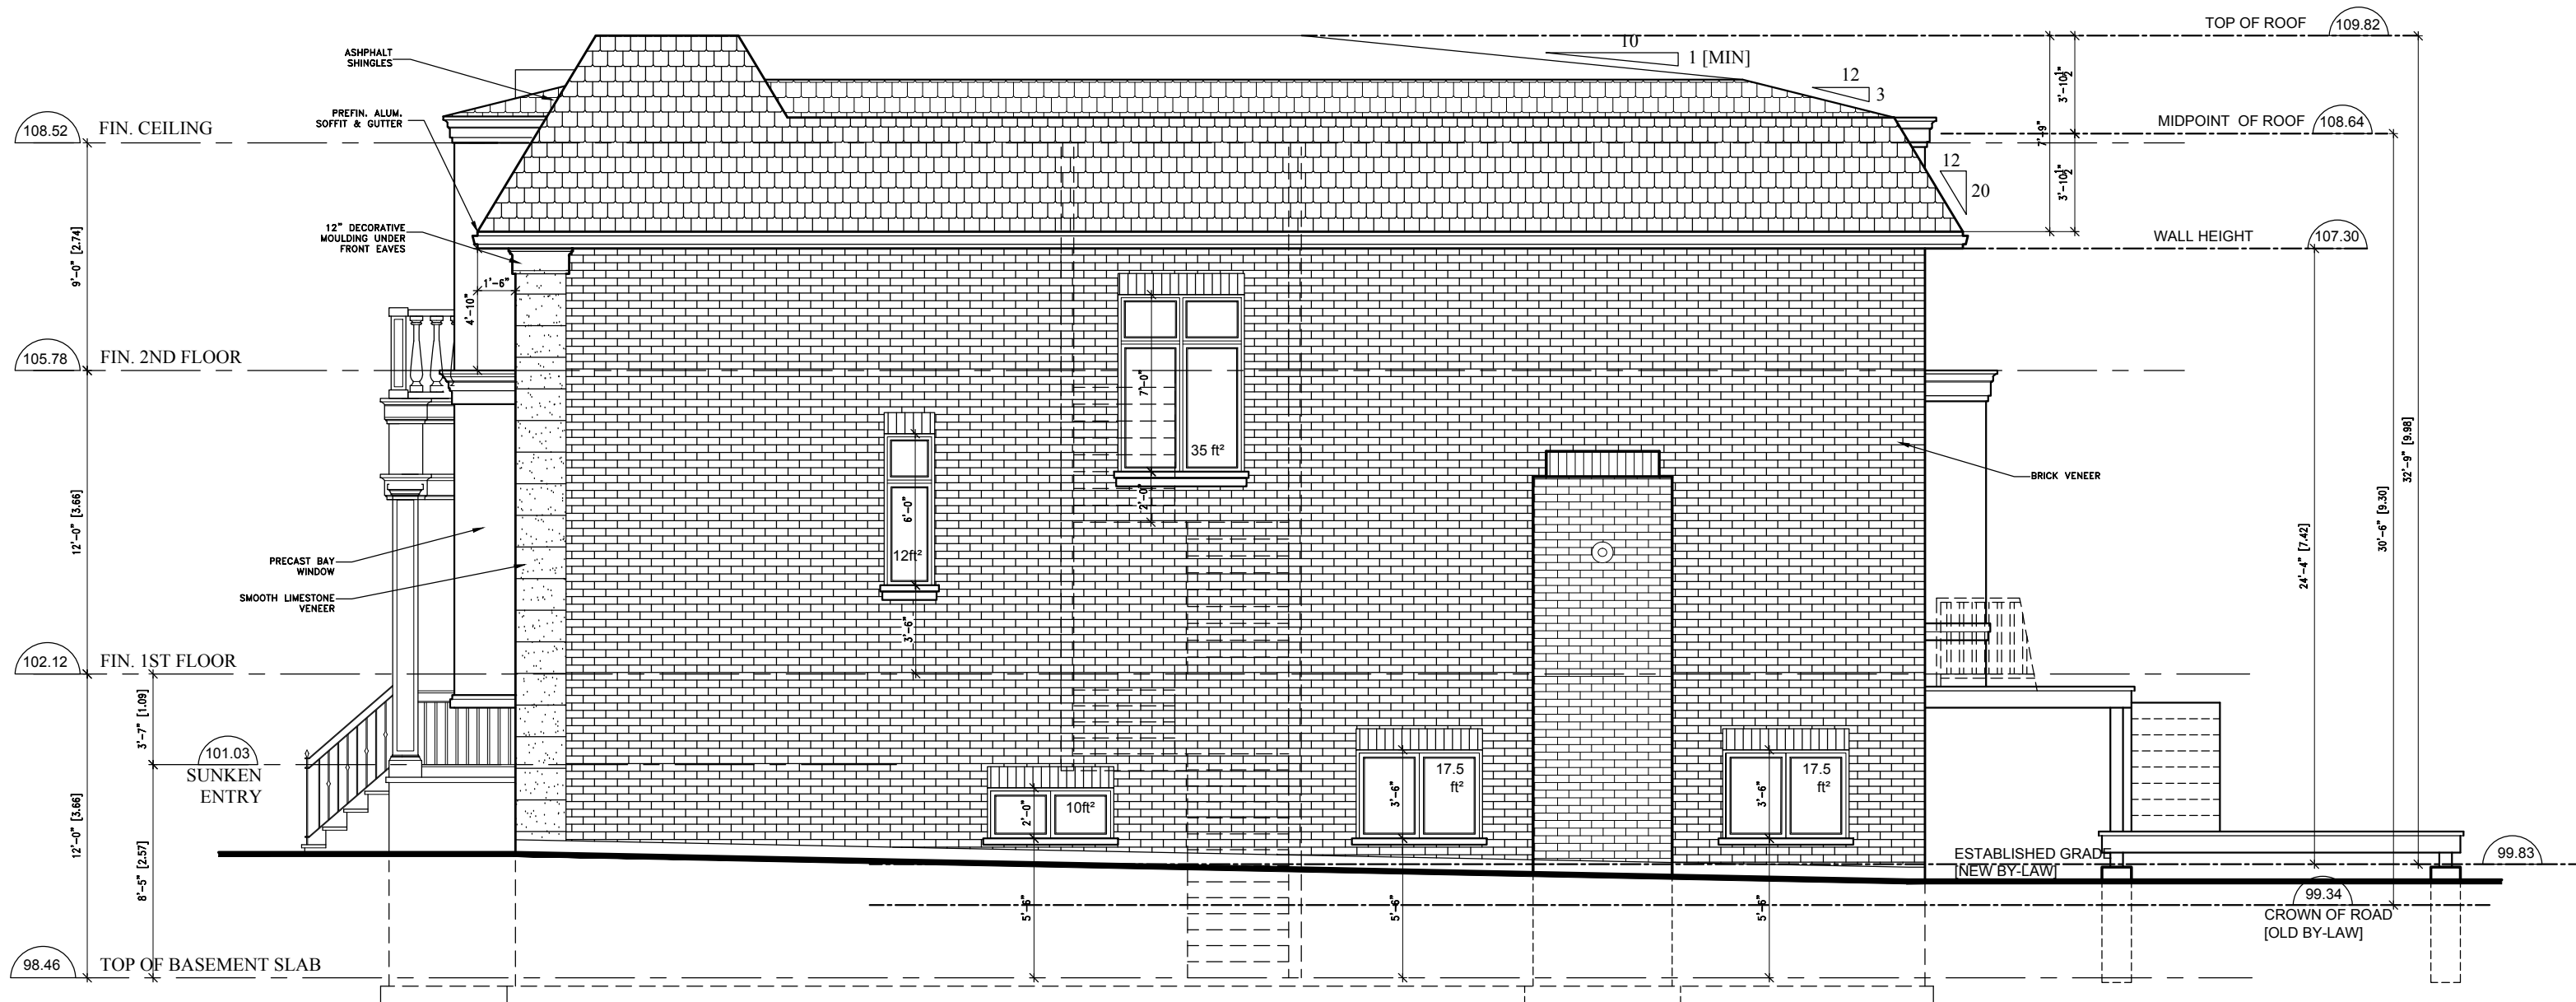 TOP OF ROOF 109.82
10
1 [MIN]
ASHPHALT
SHINGLES
12
3
3'-10½"
PREFIN. ALUM.
SOFFIT & GUTTER
108.52 FIN. CEILING
MIDPOINT OF ROOF 108.64
7'-9"
12
20
3'-10½"
12" DECORATIVE
MOULDING UNDER
FRONT EAVES
WALL HEIGHT 107.30
9'-0" [2.74]
1'-6"
4'-10"
105.78 FIN. 2ND FLOOR
7'-0"
35 ft²
2'-0"
32'-9" [9.98]
BRICK VENEER
6'-0"
12ft²
12'-0" [3.66]
30'-6" [9.30]
24'-4" [7.42]
PRECAST BAY
WINDOW
SMOOTH LIMESTONE
VENEER
3'-6"
102.12 FIN. 1ST FLOOR
3'-7" [1.09]
101.03
SUNKEN
ENTRY
17.5
ft²
3'-6"
17.5
ft²
3'-6"
10ft²
2'-0"
12'-0" [3.66]
8'-5" [2.57]
ESTABLISHED GRADE
[NEW BY-LAW]
99.83
99.34
CROWN OF ROAD
[OLD BY-LAW]
5'-6"
5'-6"
5'-6"
98.46 TOP OF BASEMENT SLAB